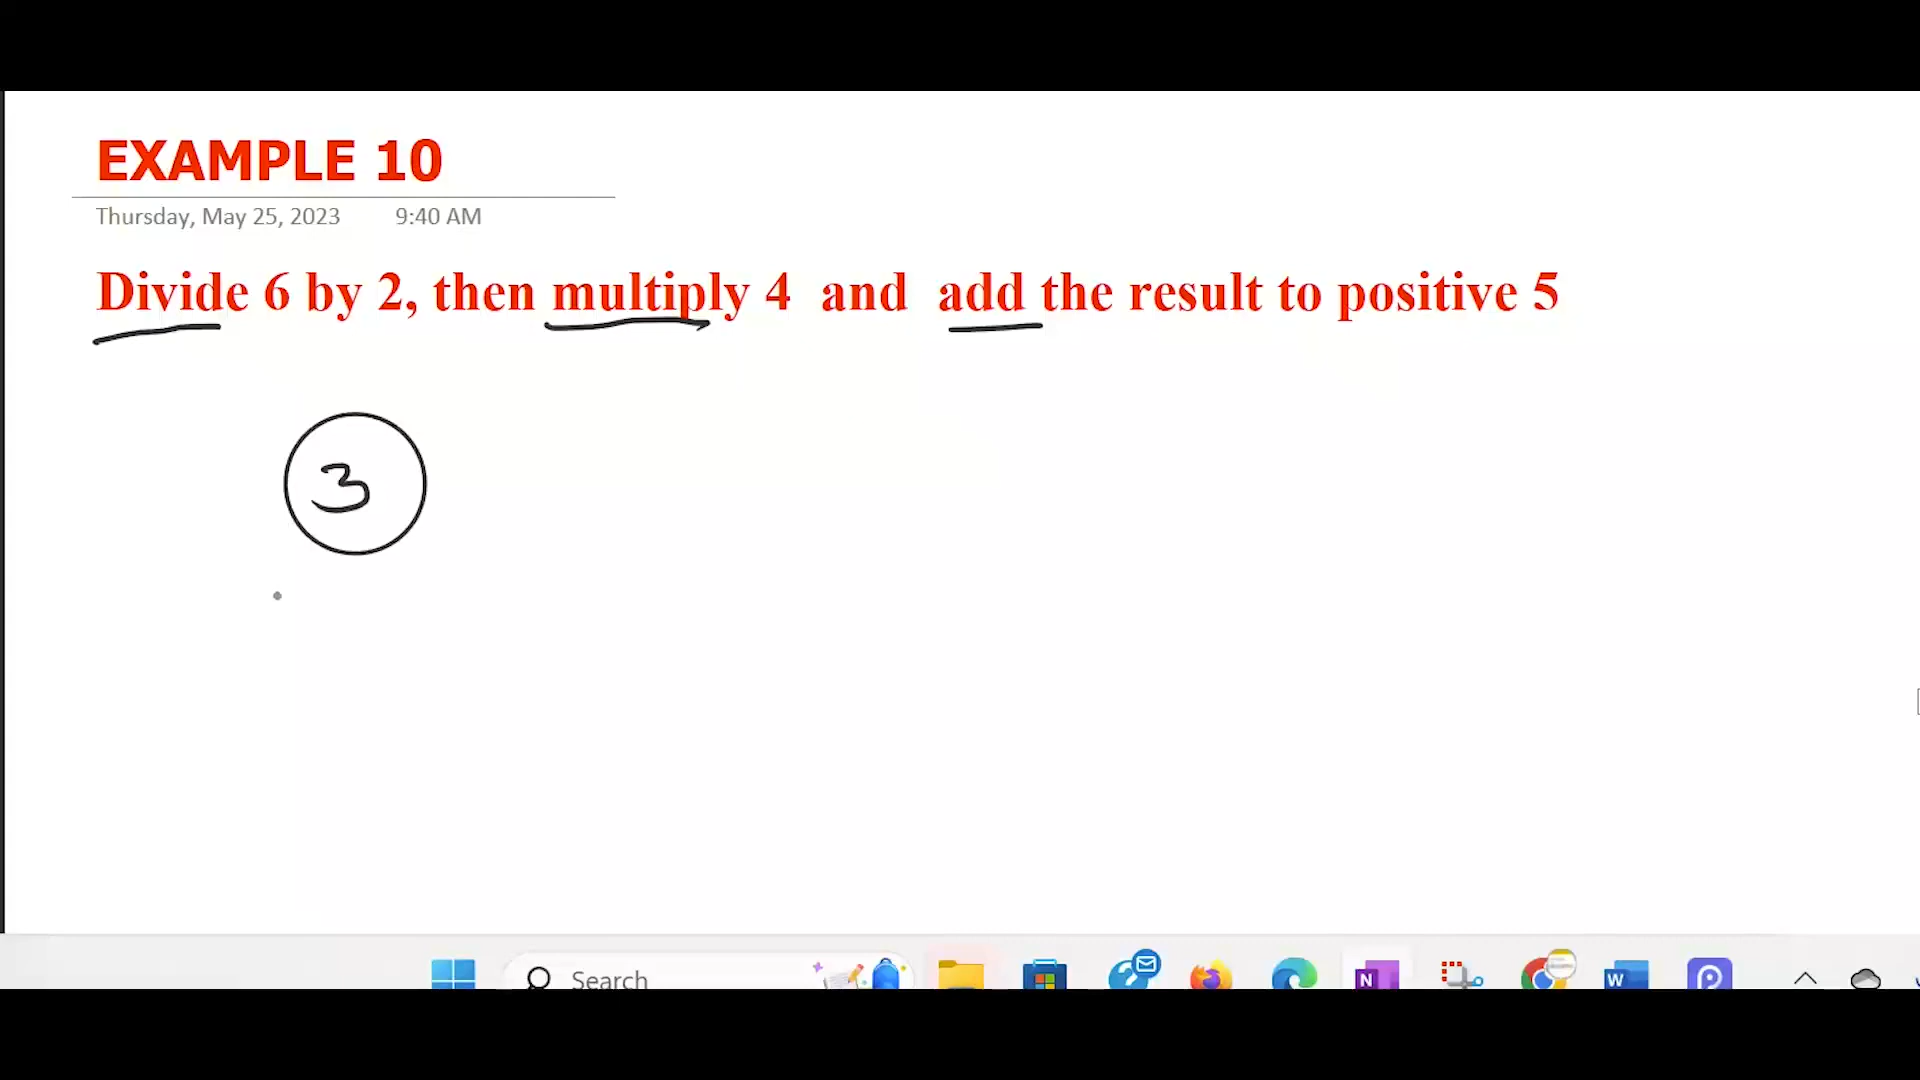 EXAMPLE 10
Thursday, May 25, 2023 9:40 AM
Divide 6 by 2, then multiply 4 and add the result to positive 5
3
Search
N
W